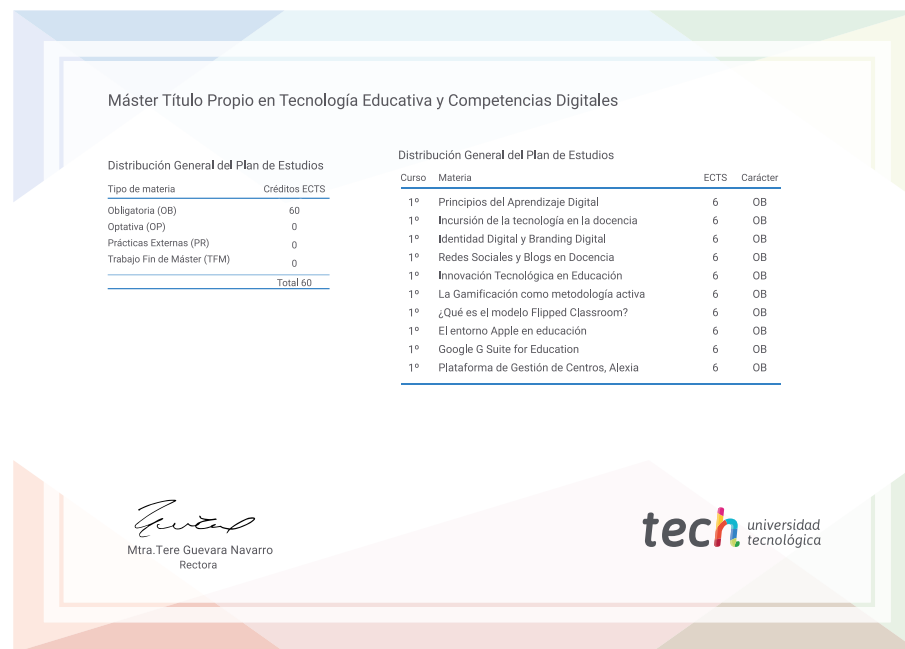 Máster Título Propio en Tecnología Educativa y Competencias Digitales
Distribución General del Plan de Estudios
Tipo de materia Créditos ECTS
Obligatoria (OB) 60
Optativa (OP) 0
Prácticas Externas (PR) 0
Trabajo Fin de Máster (TFM) 0
Total 60
Distribución General del Plan de Estudios
Curso Materia ECTS Carácter
1º Principios del Aprendizaje Digital 6 OB
1º Incursión de la tecnología en la docencia 6 OB
1º Identidad Digital y Branding Digital 6 OB
1º Redes Sociales y Blogs en Docencia 6 OB
1º Innovación Tecnológica en Educación 6 OB
1º La Gamificación como metodología activa 6 OB
1º ¿Qué es el modelo Flipped Classroom? 6 OB
1º El entorno Apple en educación 6 OB
1º Google G Suite for Education 6 OB
1º Plataforma de Gestión de Centros, Alexia 6 OB
Mtra.Tere Guevara Navarro
Rectora
tech universidad
tecnológica